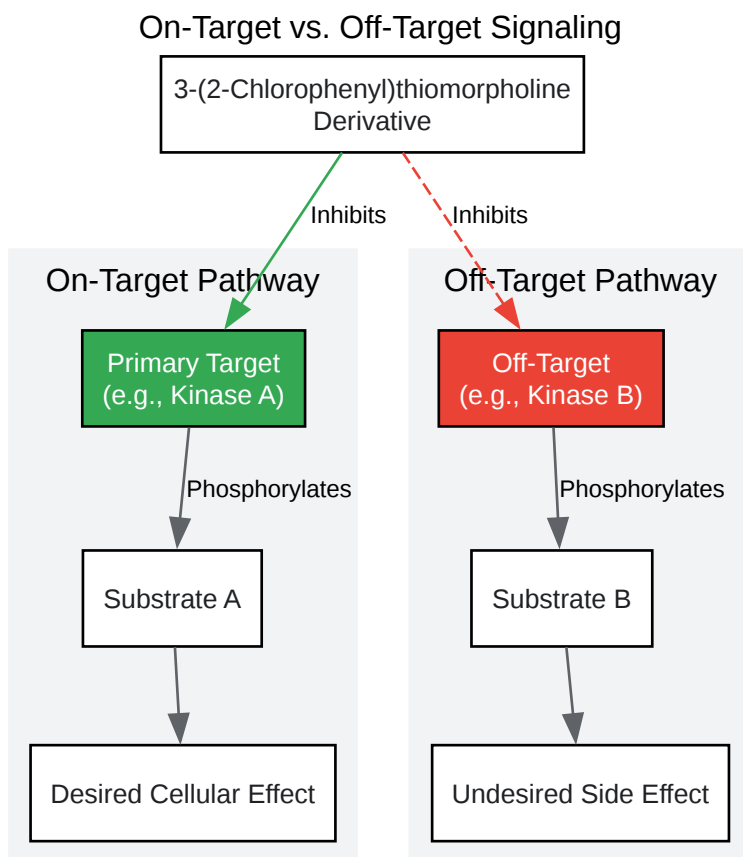 On-Target vs. Off-Target Signaling
3-(2-Chlorophenyl)thiomorpholine
Derivative
Inhibits
Inhibits
On-Target Pathway
Off-Target Pathway
Primary Target
(e.g., Kinase A)
Off-Target
(e.g., Kinase B)
Phosphorylates
Phosphorylates
Substrate A
Substrate B
Desired Cellular Effect
Undesired Side Effect